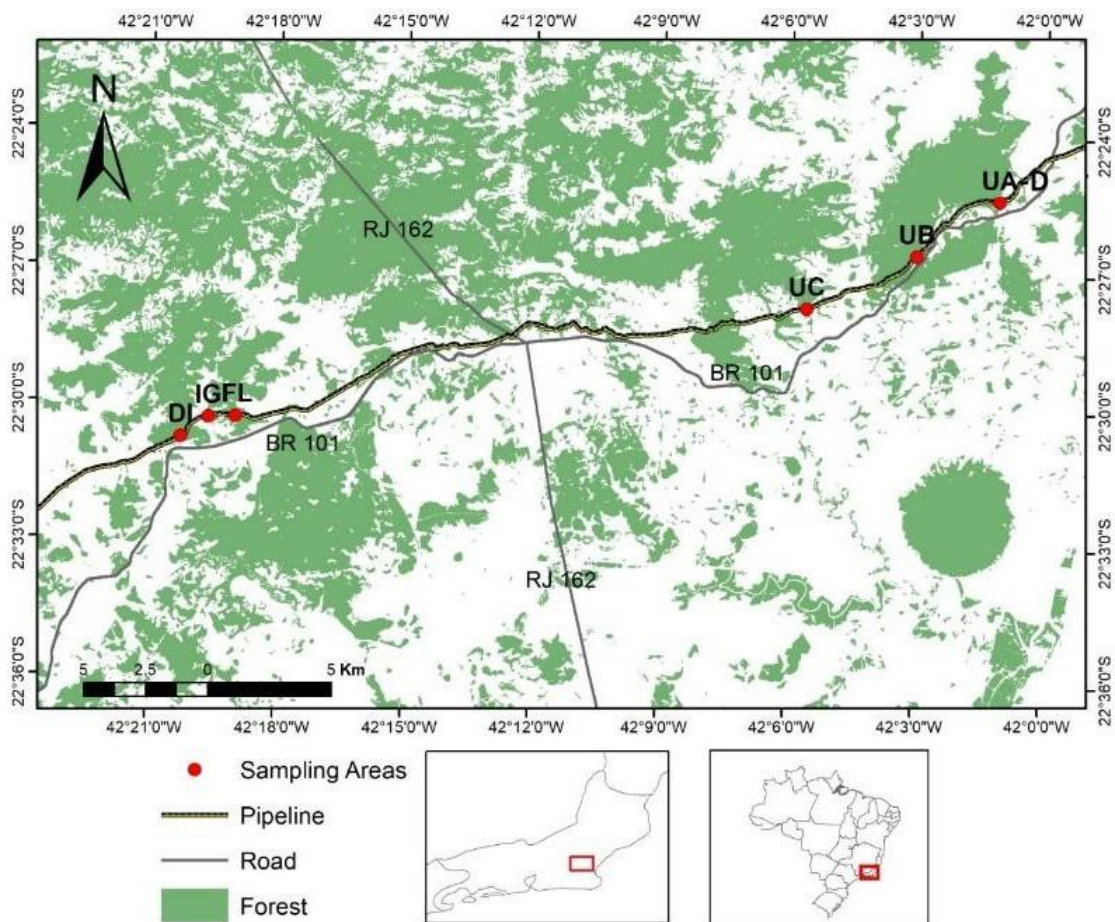 42°21'0"W 42°18'0"W 42°15'0"W 42°12'0"W 42°9'0"W 42°6'0"W 42°3'0"W 42°0'0"W
N
22°24'0"S
22°24'0"S
UA-D
RJ 162
UB
22°27'0"S
22°27'0"S
UC
BR 101
IGFL
22°30'0"S
22°30'0"S
DI
BR 101
22°33'0"S
22°33'0"S
RJ 162
22°36'0"S
22°36'0"S
5 2.5 0 5 Km
42°21'0"W 42°18'0"W 42°15'0"W 42°12'0"W 42°9'0"W 42°6'0"W 42°3'0"W 42°0'0"W
Sampling Areas
Pipeline
Road
Forest